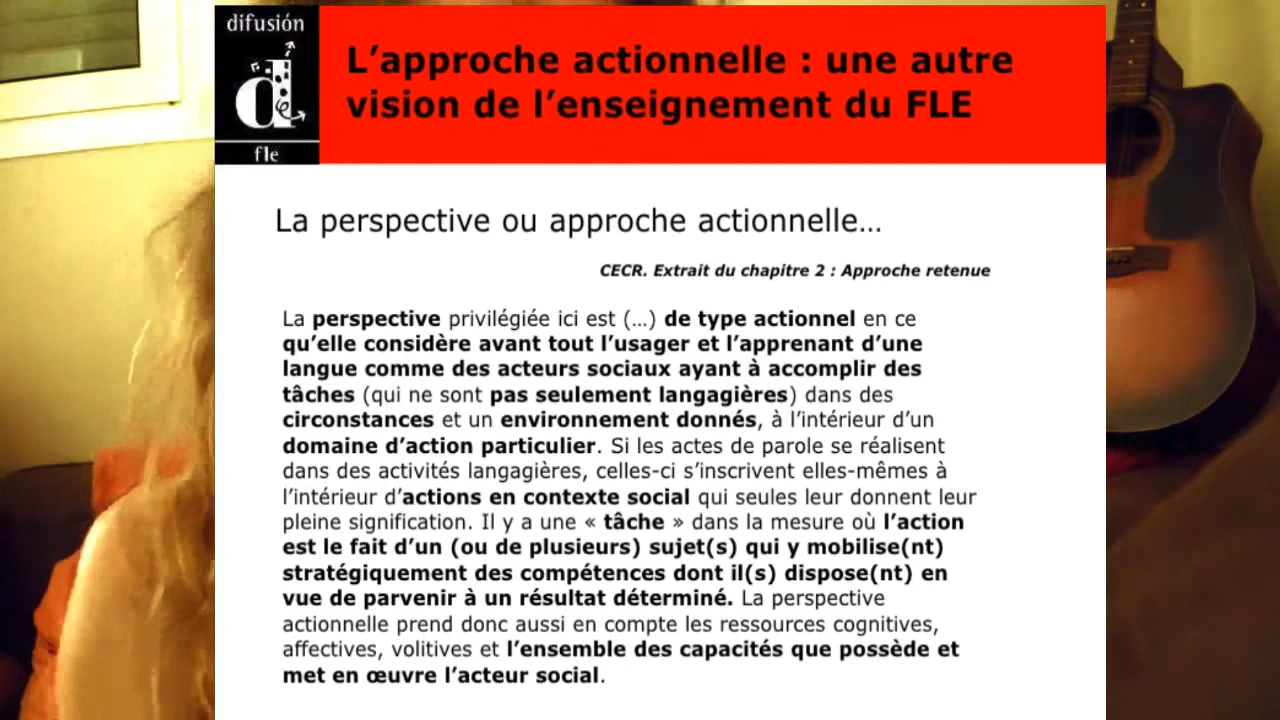 difusión
fle
L’approche actionnelle : une autre
vision de l’enseignement du FLE
La perspective ou approche actionnelle…
CECR. Extrait du chapitre 2 : Approche retenue
La perspective privilégiée ici est (…) de type actionnel en ce
qu’elle considère avant tout l’usager et l’apprenant d’une
langue comme des acteurs sociaux ayant à accomplir des
tâches (qui ne sont pas seulement langagières) dans des
circonstances et un environnement donnés, à l’intérieur d’un
domaine d’action particulier. Si les actes de parole se réalisent
dans des activités langagières, celles-ci s’inscrivent elles-mêmes à
l’intérieur d’actions en contexte social qui seules leur donnent leur
pleine signification. Il y a une « tâche » dans la mesure où l’action
est le fait d’un (ou de plusieurs) sujet(s) qui y mobilise(nt)
stratégiquement des compétences dont il(s) dispose(nt) en
vue de parvenir à un résultat déterminé. La perspective
actionnelle prend donc aussi en compte les ressources cognitives,
affectives, volitives et l’ensemble des capacités que possède et
met en œuvre l’acteur social.